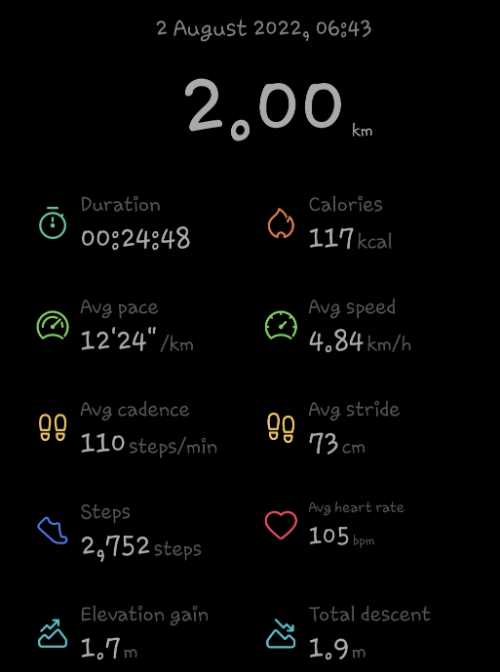 2 August 2022, 06:43
2.00 km
Duration
00:24:48
Calories
117 kcal
Avg pace
12'24" /km
Avg speed
4.84 km/h
Avg cadence
110 steps/min
Avg stride
73 cm
Steps
2,752 steps
Avg heart rate
105 bpm
Elevation gain
1.7 m
Total descent
1.9 m